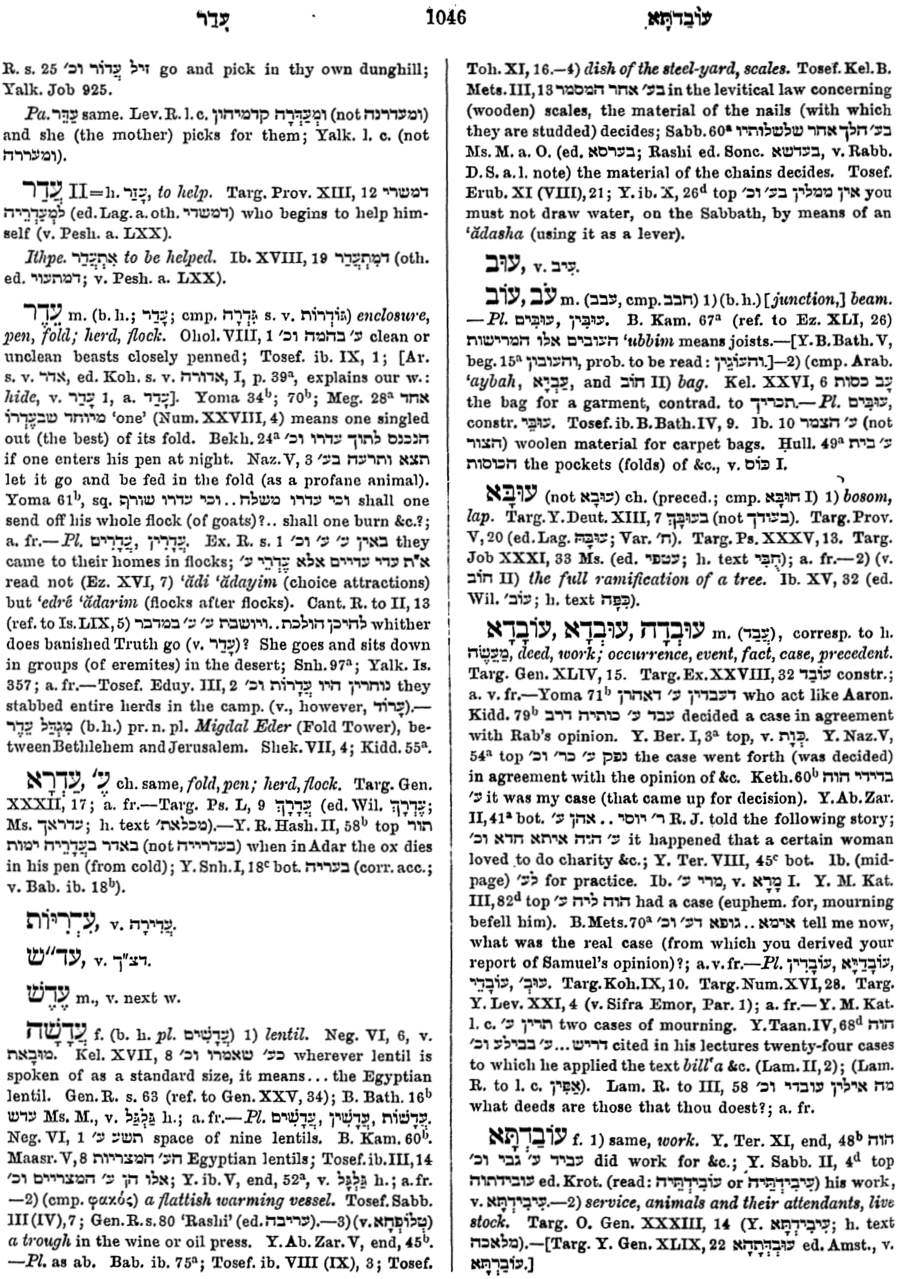 עָדַר 1046 עוֹבַדְתָּא
R. s. 25 זיל עֲדוֹר וכ׳ go and pick in thy own dunghill;
Yalk. Job 925.
Pa. עַדֵּר same. Lev. R. l. c. וּמְעַדְּרָה קדמיהון (not ומעדרנה)
and she (the mother) picks for them; Yalk. l. c. (not
ומעררה).
עֲדַר II=h. עָזַר, to help. Targ. Prov. XIII, 12 דמשרי
לְמֶעְדְּרֵיהּ (ed. Lag. a. oth. דמשדי) who begins to help him-
self (v. Pesh. a. LXX).
Ithpe. אִתְעֲדַר to be helped. Ib. XVIII, 19 דמִתְעֲדַר (oth.
ed. דמתעוי; v. Pesh. a. LXX).
עֵדֶר m. (b. h.; עָדַר; cmp. גְּדֵרָה s. v. גּוֹדְרוֹת) enclosure,
pen, fold; herd, flock. Ohol. VIII, 1 ע׳ בהמה וכ׳ clean or
unclean beasts closely penned; Tosef. ib. IX, 1; [Ar.
s. v. אדר, ed. Koh. s. v. אדורה, I, p. 39ᵃ, explains our w.:
hide, v. עָדַר 1, a. עָדַד]. Yoma 34ᵇ; 70ᵇ; Meg. 28ᵃ אחד
מיוחד שבעֶדְרוֹ ‘one’ (Num. XXVIII, 4) means one singled
out (the best) of its fold. Bekh. 24ᵃ הנכנס לתוך עדרו וכ׳
if one enters his pen at night. Naz. V, 3 תצא ותרעה בע׳
let it go and be fed in the fold (as a profane animal).
Yoma 61ᵇ, sq. וכי עדרו משלח..וכי עדרו שורף shall one
send off his whole flock (of goats)?.. shall one burn &c.?;
a. fr.—Pl. עֲדָרִין, עֲדָרִים. Ex. R. s. 1 באין ע׳ ע׳ וכ׳ they
came to their homes in flocks; א״ת עדי עדיים אלא עֶדְרֵי ע׳
read not (Ez. XVI, 7) ‘ădi ‘ădayim (choice attractions)
but ‘edrê ‘ădarim (flocks after flocks). Cant. R. to II, 13
(ref. to Is. LIX, 5) להיכן הולכת..ויושבת ע׳ ע׳ במדבר whither
does banished Truth go (v. עָדַר)? She goes and sits down
in groups (of eremites) in the desert; Snh. 97ᵃ; Yalk. Is.
357; a. fr.—Tosef. Eduy. III, 2 נוחרין היו עֲדָרוֹת וכ׳ they
stabbed entire herds in the camp. (v., however, עָרוֹד).—
מִגְדַּל עֵדֶר (b. h.) pr. n. pl. Migdal Eder (Fold Tower), be-
tween Bethlehem and Jerusalem. Shek. VII, 4; Kidd. 55ᵃ.
עֶדְרָא, ע׳ ch. same, fold, pen; herd, flock. Targ. Gen.
XXXII, 17; a. fr.—Targ. Ps. L, 9 עֶדְרָךְ (ed. Wil. עֲדָרָךְ;
Ms. עדראך; h. text מכלאת).—Y. R. Hash. II, 58ᵇ top תור
באדר בעֶדְרֵיהּ ימות (not בעדרייה) when in Adar the ox dies
in his pen (from cold); Y. Snh. I, 18ᶜ bot. בעריה (corr. acc.;
v. Bab. ib. 18ᵇ).
עִדְרִיּוֹת, v. עֲדִירָה.
עד״ש, v. דצ״ך.
עֶדֶשׁ m., v. next w.
עֲדָשָׁה f. (b. h. pl. עֲדָשִׁים) 1) lentil. Neg. VI, 6, v.
מוּבָאת. Kel. XVII, 8 כע׳ שאמרו וכ׳ wherever lentil is
spoken of as a standard size, it means... the Egyptian
lentil. Gen. R. s. 63 (ref. to Gen. XXV, 34); B. Bath. 16ᵇ
עדש Ms. M., v. גַּלְגַּל h.; a. fr.—Pl. עֲדָשׁוֹת, עֲדָשִׁין, עֲדָשִׁים.
Neg. VI, 1 תשע ע׳ space of nine lentils. B. Kam. 60ᵇ.
Maasr. V, 8 הע׳ המצריות Egyptian lentils; Tosef. ib. III, 14
אלו הן ע׳ המצריים וכ׳; Y. ib. V, end, 52ᵃ, v. גַּלְגַּל h.; a. fr.
—2) (cmp. φακός) a flattish warming vessel. Tosef. Sabb.
III (IV), 7; Gen. R. s. 80 ‘Rashi’ (ed. עריבה).—3) (v. טְלוֹפְחָא)
a trough in the wine or oil press. Y. Ab. Zar. V, end, 45ᵇ.
—Pl. as ab. Bab. ib. 75ᵃ; Tosef. ib. VIII (IX), 3; Tosef.
Toh. XI, 16.—4) dish of the steel-yard, scales. Tosef. Kel. B.
Mets. III, 13 בע׳ אחר המסמר in the levitical law concerning
(wooden) scales, the material of the nails (with which
they are studded) decides; Sabb. 60ᵃ בע׳ הלך אחר שלשלותיו
Ms. M. a. O. (ed. בערסא; Rashi ed. Sonc. בעדשא, v. Rabb.
D. S. a. l. note) the material of the chains decides. Tosef.
Erub. XI (VIII), 21; Y. ib. X, 26ᵈ top אין ממלין בע׳ וכ׳ you
must not draw water, on the Sabbath, by means of an
‘ădasha (using it as a lever).
עוּב, v. עִיב.
עֹב, עוֹב m. (עבב, cmp. חבב) 1) (b. h.) [junction,] beam.
—Pl. עוּבִּין, עוּבִּים. B. Kam. 67ᵃ (ref. to Ez. XLI, 26)
העובים אלו המרישות ‘ubbim means joists.—[Y. B. Bath. V,
beg. 15ᵃ והעובון, prob. to be read: והעוֹגִין.]—2) (cmp. Arab.
‘aybah, עַבְיָא, and חוֹב II) bag. Kel. XXVI, 6 עָב כסות
the bag for a garment, contrad. to תכריך.—Pl. עוּבִּים,
constr. עוּבֵּי. Tosef. ib. B. Bath. IV, 9. Ib. 10 ע׳ הצמר (not
הצור) woolen material for carpet bags. Ḥull. 49ᵃ ע׳ בית
הכוסות the pockets (folds) of &c., v. כּוֹס I.
עוּבָּא (not עוּבָא) ch. (preced.; cmp. חוּבָּא I) 1) bosom,
lap. Targ. Y. Deut. XIII, 7 בעוּבָּךְ (not בעודך). Targ. Prov.
V, 20 (ed. Lag. עוּבָּה; Var. ח׳). Targ. Ps. XXXV, 13. Targ.
Job XXXI, 33 Ms. (ed. עטפי; h. text חֻבִּי); a. fr.—2) (v.
חוֹב II) the full ramification of a tree. Ib. XV, 32 (ed.
Wil. עוֹב׳; h. text כִּפָּה).
עוּבְדָה, עוּבְדָא, עוֹבָדָא m. (עֲבַד), corresp. to h.
מַעֲשֶׂה, deed, work; occurrence, event, fact, case, precedent.
Targ. Gen. XLIV, 15. Targ. Ex. XXVIII, 32 עוֹבַד constr.;
a. v. fr.—Yoma 71ᵇ דעבדין ע׳ דאהרן who act like Aaron.
Kidd. 79ᵇ עבד ע׳ כותיה דרב decided a case in agreement
with Rab's opinion. Y. Ber. I, 3ᵃ top, v. כְּוָת. Y. Naz. V,
54ᵃ top נפק ע׳ כר׳ וכ׳ the case went forth (was decided)
in agreement with the opinion of &c. Keth. 60ᵇ בדידי הוה
ע׳ it was my case (that came up for decision). Y. Ab. Zar.
II, 41ᵃ bot. ר׳ יוסי .. אהן ע׳ R. J. told the following story;
ע׳ הוה איתא חדא וכ׳ it happened that a certain woman
loved to do charity &c.; Y. Ter. VIII, 45ᶜ bot. Ib. (mid-
page) לע׳ for practice. Ib. מרי ע׳, v. מָרָא I. Y. M. Kat.
III, 82ᵈ top הוה ליה ע׳ had a case (euphem. for, mourning
befell him). B. Mets. 70ᵃ אימא .. גופא דע׳ וכ׳ tell me now,
what was the real case (from which you derived your
report of Samuel's opinion)?; a. v. fr.—Pl. עוֹבָדִין, עוֹבָדַיָּא,
עוּב׳, עוֹבָדֵי. Targ. Koh. IX, 10. Targ. Num. XVI, 28. Targ.
Y. Lev. XXI, 4 (v. Sifra Emor, Par. 1); a. fr.—Y. M. Kat.
l. c. תרין ע׳ two cases of mourning. Y. Taan. IV, 68ᵈ הוה
דריש...ע׳ בבילע וכ׳ cited in his lectures twenty-four cases
to which he applied the text bill‘a &c. (Lam. II, 2); (Lam.
R. to l. c. אַפִּין). Lam. R. to III, 58 מה אילין עובדי וכ׳
what deeds are those that thou doest?; a. fr.
עוֹבַדְתָּא f. 1) same, work. Y. Ter. XI, end, 48ᵇ הוה
עביד ע׳ גבי וכ׳ did work for &c.; Y. Sabb. II, 4ᵈ top
עובידתוה ed. Krot. (read: עוֹבִידְתֵּיהּ or עֲיבִידְתֵּיהּ) his work,
v. עֲיבִידְתָּא.—2) service, animals and their attendants, live
stock. Targ. O. Gen. XXXIII, 14 (Y. עֲיבִידְתָּא; h. text
מלאכה).—[Targ. Y. Gen. XLIX, 22 עוּבַדְתָּהָא ed. Amst., v.
עוֹבַרְתָּא.]